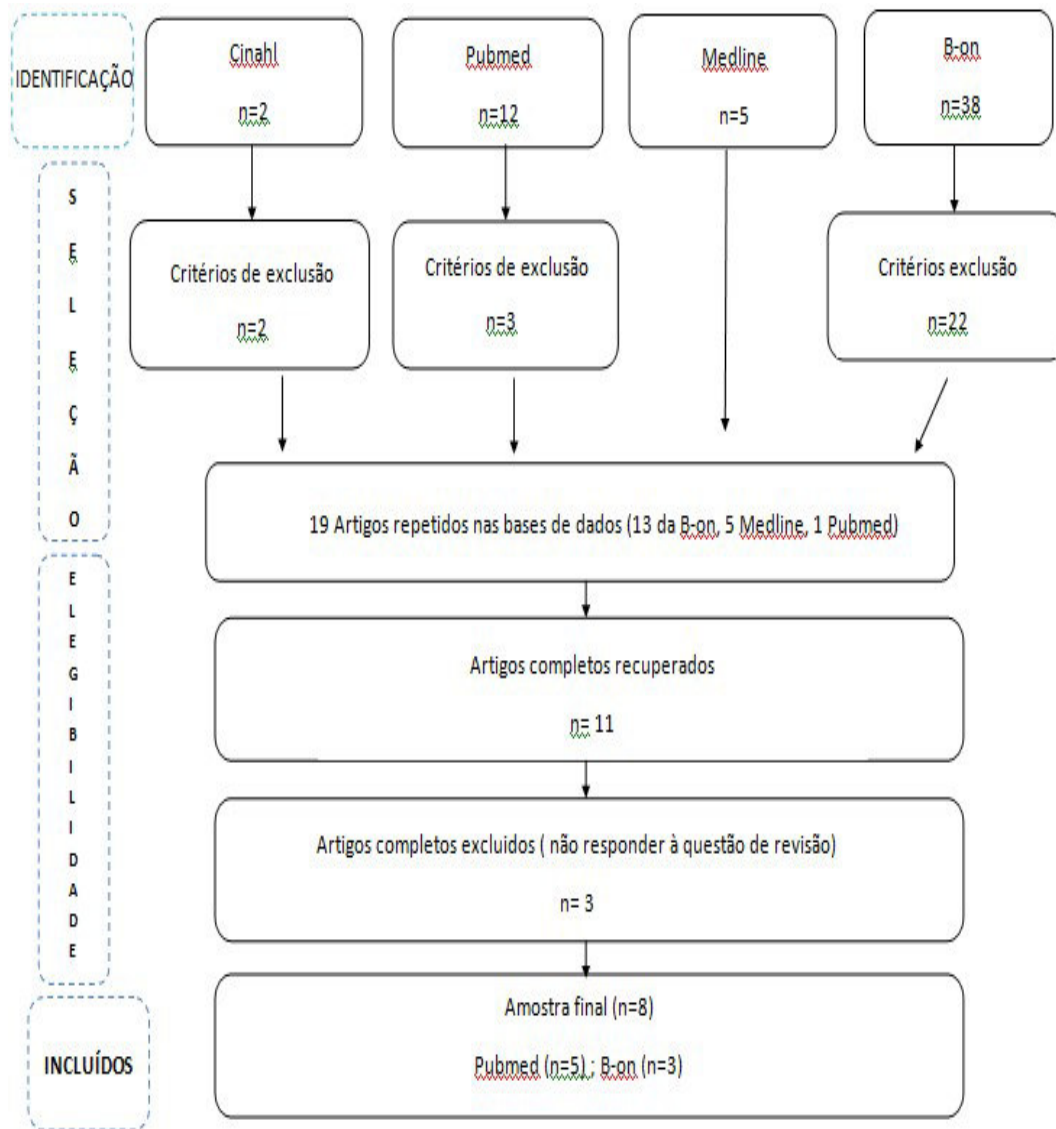 IDENTIFICAÇÃO
Cinahl
n=2
Pubmed
n=12
Medline
n=5
B-on
n=38
S
E
L
E
Ç
Ã
O
Critérios de exclusão
n=2
Critérios de exclusão
n=3
Critérios exclusão
n=22
19 Artigos repetidos nas bases de dados (13 da B-on, 5 Medline, 1 Pubmed)
E
L
E
G
I
B
I
L
I
D
A
D
E
Artigos completos recuperados
n= 11
Artigos completos excluidos ( não responder à questão de revisão)
n= 3
INCLUÍDOS
Amostra final (n=8)
Pubmed (n=5) ; B-on (n=3)